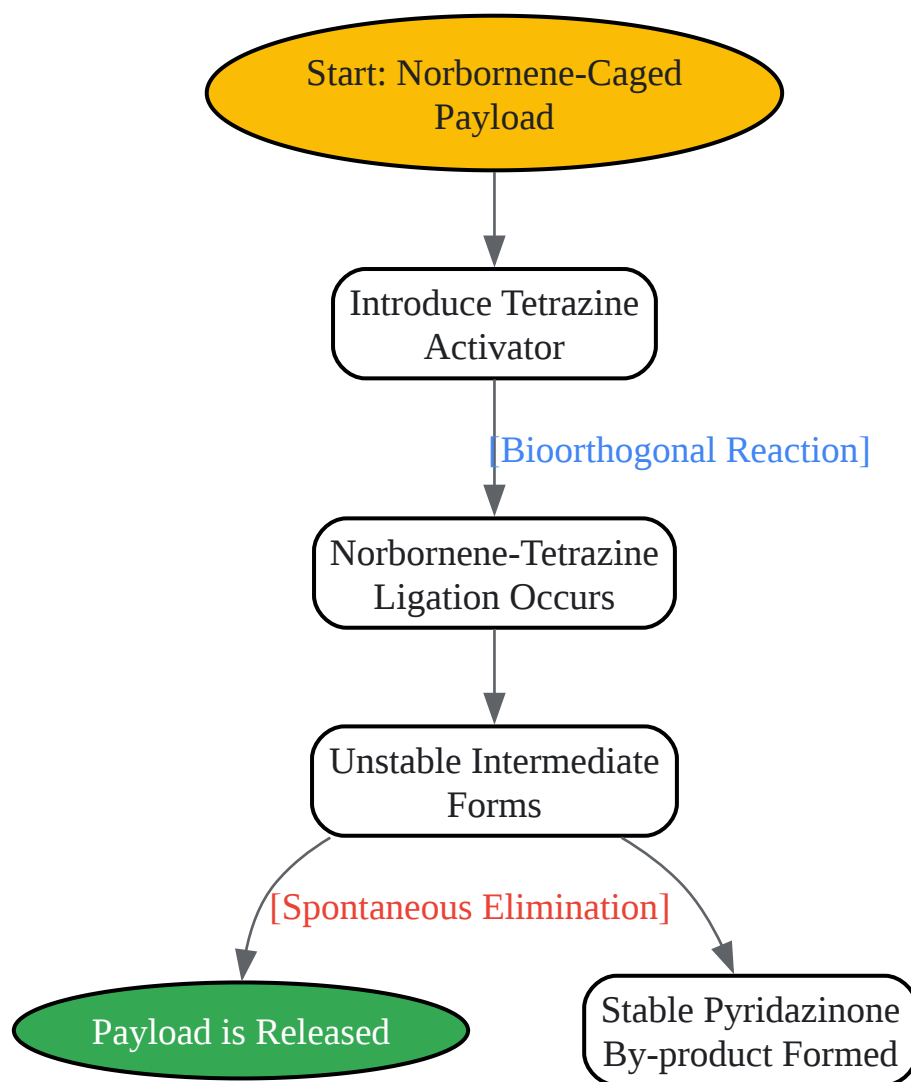 Start: Norbornene-Caged
Payload
Introduce Tetrazine
Activator
[Bioorthogonal Reaction]
Norbornene-Tetrazine
Ligation Occurs
Unstable Intermediate
Forms
[Spontaneous Elimination]
Payload is Released
Stable Pyridazinone
By-product Formed